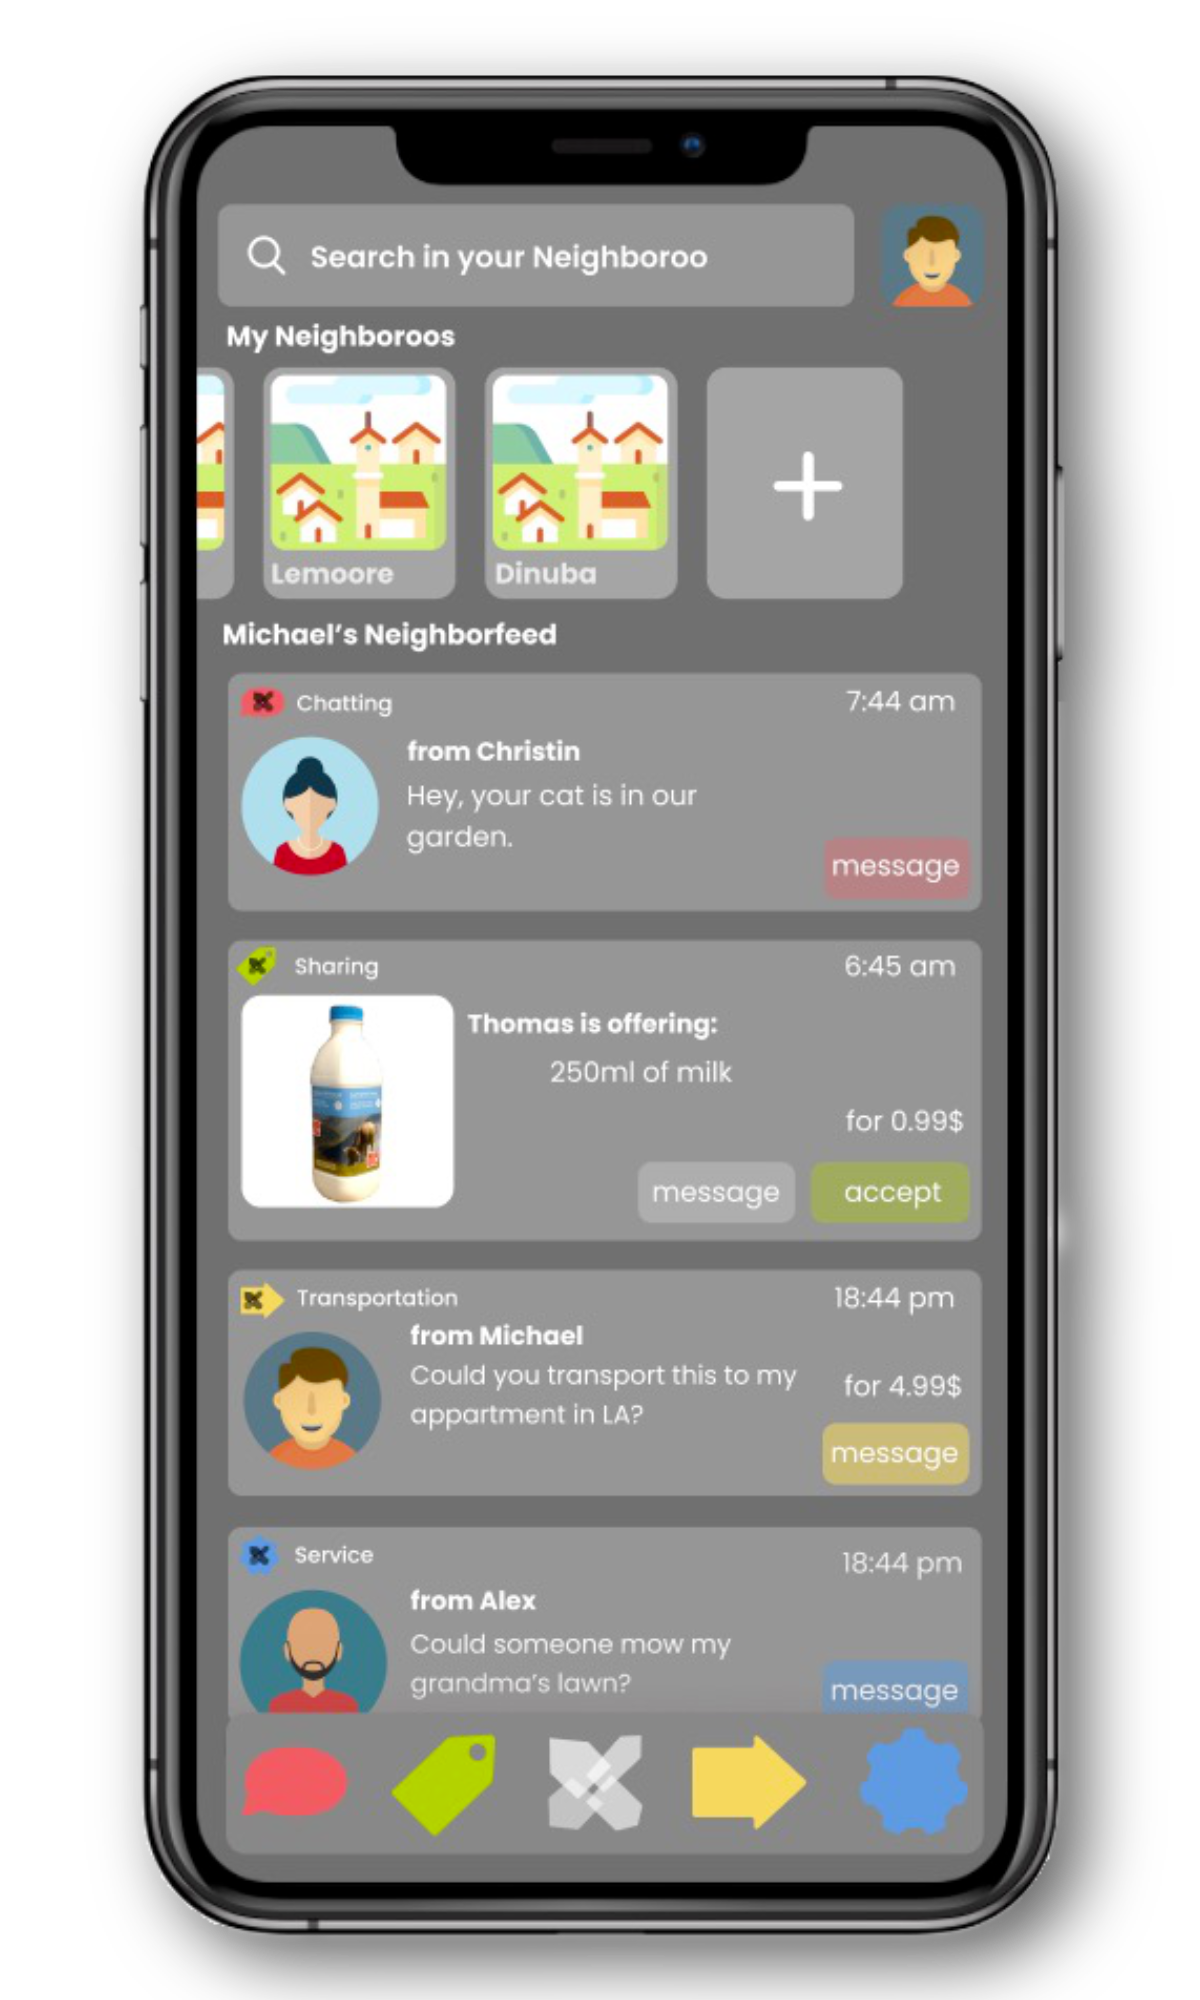 Search in your Neighboroo
My Neighboroos
Lemoore
Dinuba
Michael's Neighborfeed
Chatting
7:44 am
from Christin
Hey, your cat is in our
garden.
message
Sharing
6:45 am
Thomas is offering:
250ml of milk
for 0.99$
message
accept
Transportation
18:44 pm
from Michael
Could you transport this to my
appartment in LA?
for 4.99$
message
Service
18:44 pm
from Alex
Could someone mow my
grandma's lawn?
message